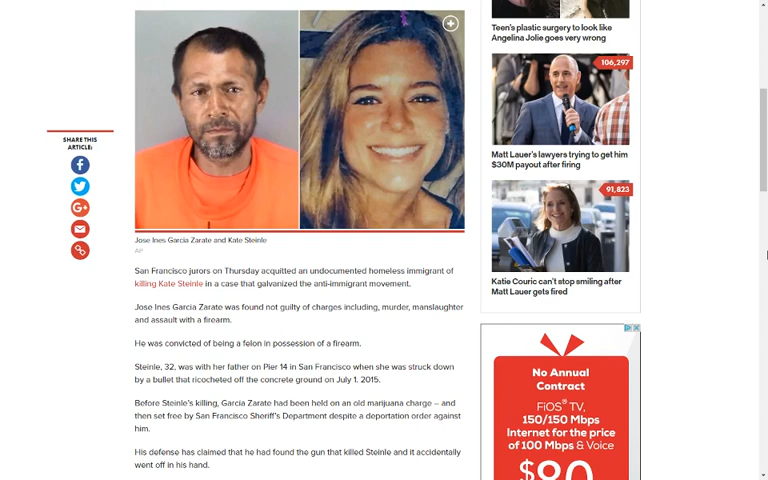 SHARE THIS
ARTICLE:
Jose Ines Garcia Zarate and Kate Steinle
AP
San Francisco jurors on Thursday acquitted an undocumented homeless immigrant of
killing Kate Steinle in a case that galvanized the anti-immigrant movement.
Jose Ines Garcia Zarate was found not guilty of charges including, murder, manslaughter
and assault with a firearm.
He was convicted of being a felon in possession of a firearm.
Steinle, 32, was with her father on Pier 14 in San Francisco when she was struck down
by a bullet that ricocheted off the concrete ground on July 1, 2015.
Before Steinle's killing, Garcia Zarate had been held on an old marijuana charge – and
then set free by San Francisco Sheriff's Department despite a deportation order against
him.
His defense has claimed that he had found the gun that killed Steinle and it accidentally
went off in his hand.
Teen's plastic surgery to look like
Angelina Jolie goes very wrong
106,297
Matt Lauer's lawyers trying to get him
$30M payout after firing
91,823
Katie Couric can't stop smiling after
Matt Lauer gets fired
No Annual
Contract
FiOS® TV,
150/150 Mbps
Internet for the price
of 100 Mbps & Voice